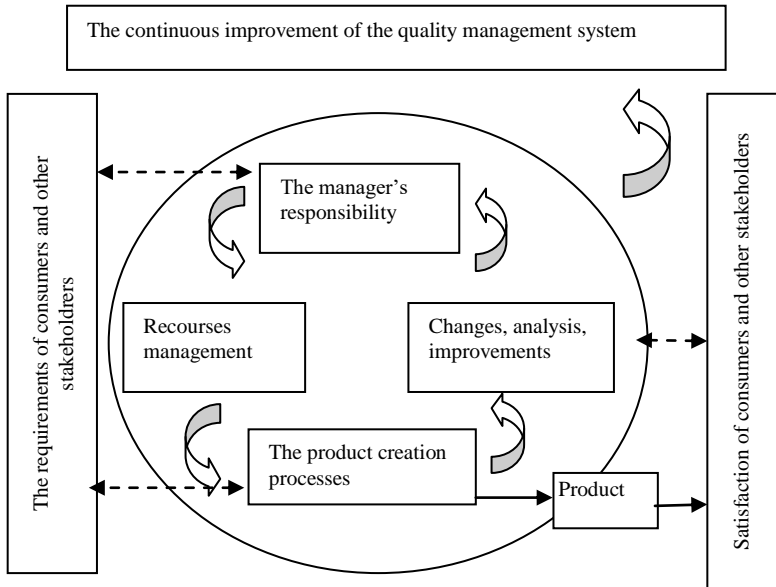 The continuous improvement of the quality management system
The requirements of consumers and other
stakeholdrers
The manager's
responsibility
Recourses
management
Changes, analysis,
improvements
The product creation
processes
Product
Satisfaction of consumers and other stakeholders